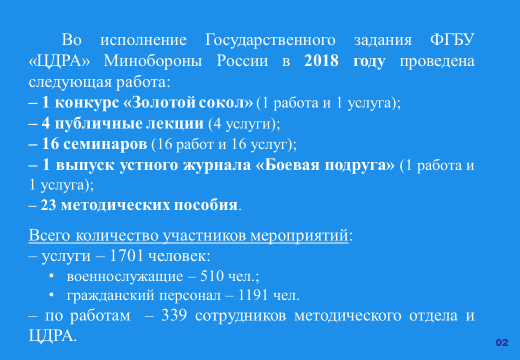 Во исполнение Государственного задания ФГБУ
«ЦДРА» Минобороны России в 2018 году проведена
следующая работа:
– 1 конкурс «Золотой сокол» (1 работа и 1 услуга);
– 4 публичные лекции (4 услуги);
– 16 семинаров (16 работ и 16 услуг);
– 1 выпуск устного журнала «Боевая подруга» (1 работа и
1 услуга);
– 23 методических пособия.
Всего количество участников мероприятий:
– услуги – 1701 человек:
• военнослужащие – 510 чел.;
• гражданский персонал – 1191 чел.
– по работам – 339 сотрудников методического отдела и
ЦДРА.
02